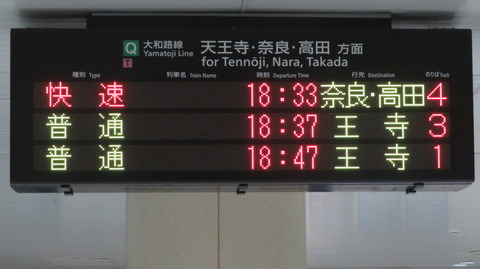 Q 大和路線 天王寺・奈良・高田 方面
Yamatoji Line for Tennōji, Nara, Takada
T
種別 Type 列車名 Train Name 時刻 Departure Time 行先 Destination のりば Track
快速 18:33 奈良・高田 4
普通 18:37 王寺 3
普通 18:47 王寺 1